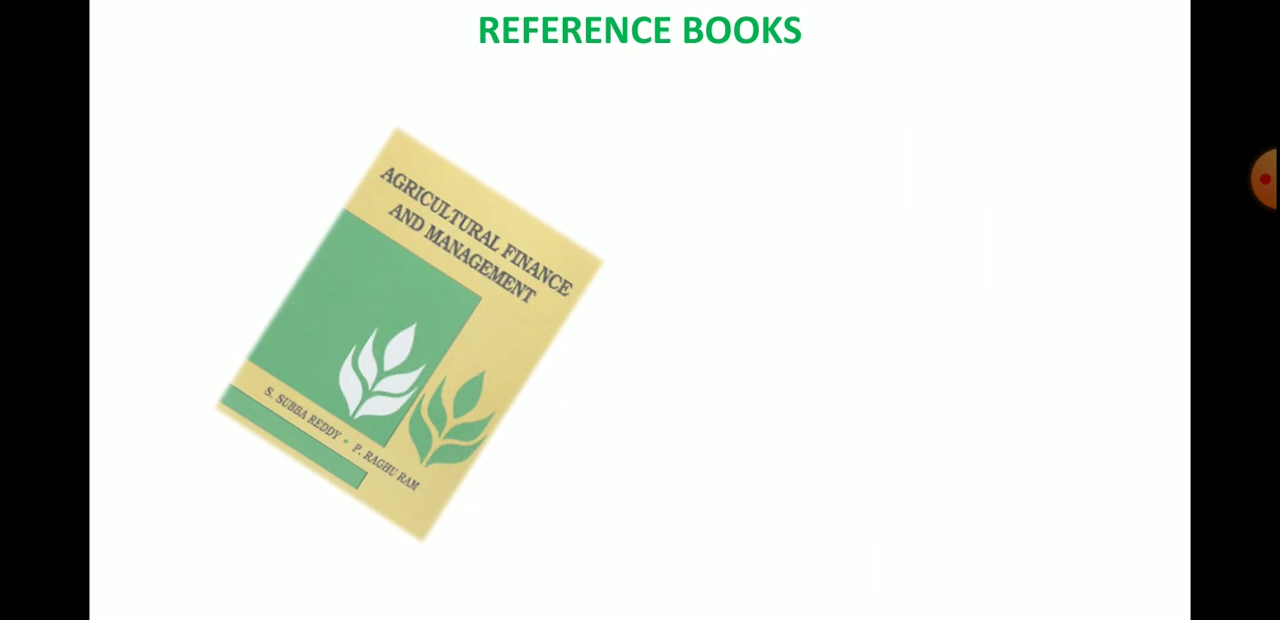 REFERENCE BOOKS
AGRICULTURAL FINANCE
AND MANAGEMENT
S. SUBBA REDDY • P. RAGHU RAM